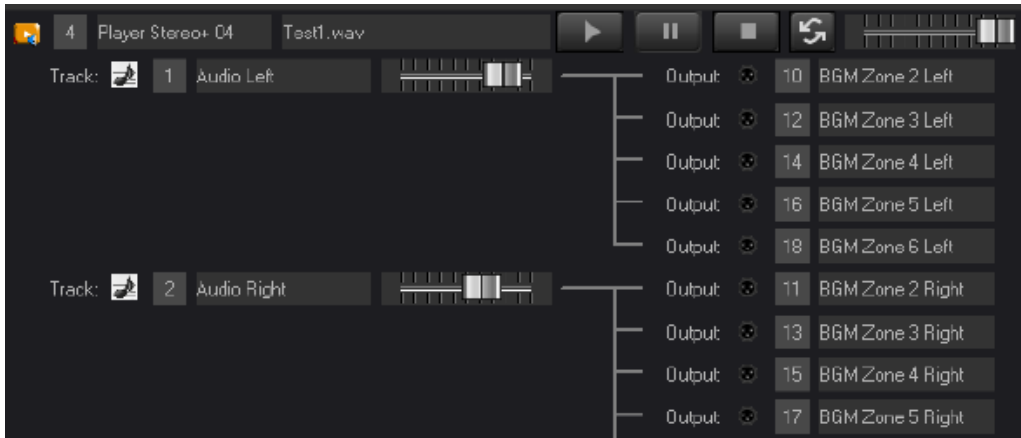 4 Player Stereo+ 04 Test1.wav
Track: 1 Audio Left Output: 10 BGM Zone 2 Left
Output: 12 BGM Zone 3 Left
Output: 14 BGM Zone 4 Left
Output: 16 BGM Zone 5 Left
Output: 18 BGM Zone 6 Left
Track: 2 Audio Right Output: 11 BGM Zone 2 Right
Output: 13 BGM Zone 3 Right
Output: 15 BGM Zone 4 Right
Output: 17 BGM Zone 5 Right